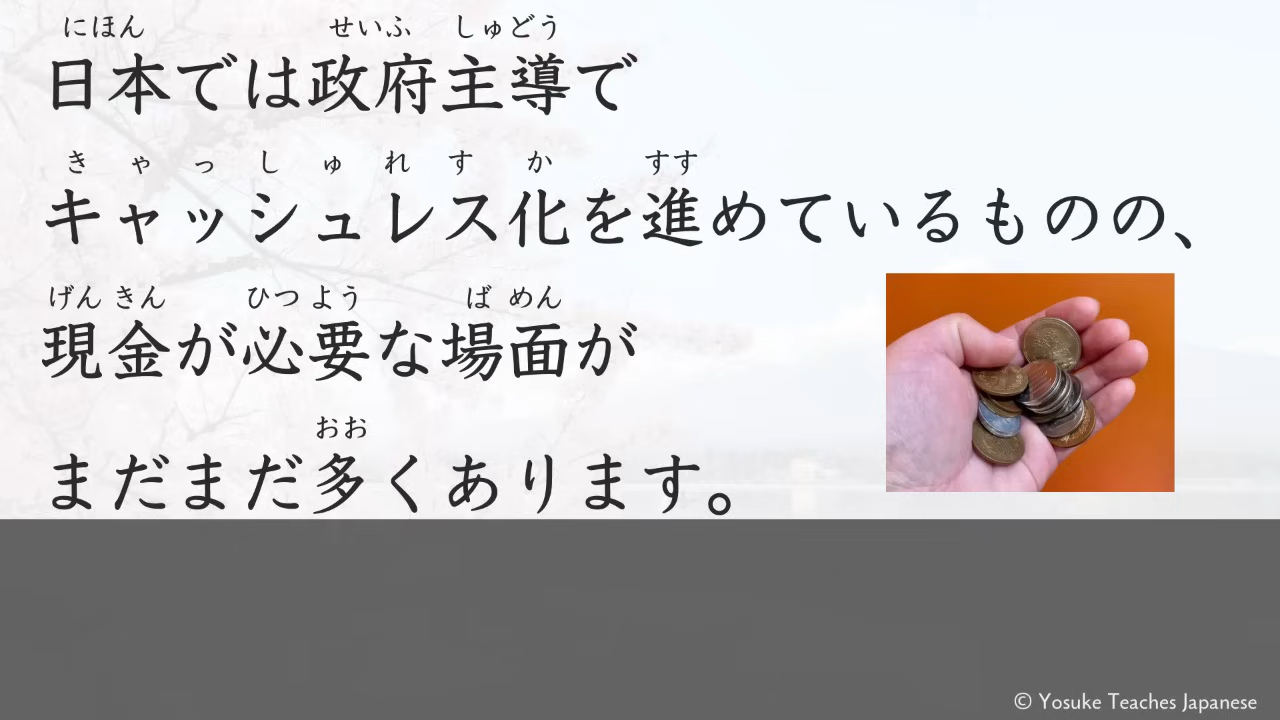 にほん せいふ しゅどう
日本では政府主導で
きゃっしゅれす か すす
キャッシュレス化を進めているものの、
げん きん ひつ よう ば めん
現金が必要な場面が
おお
まだまだ多くあります。
© Yosuke Teaches Japanese